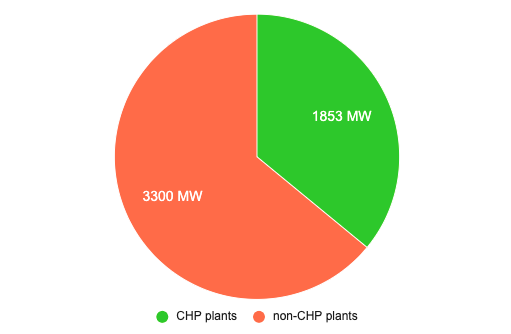 1853 MW
3300 MW
CHP plants non-CHP plants